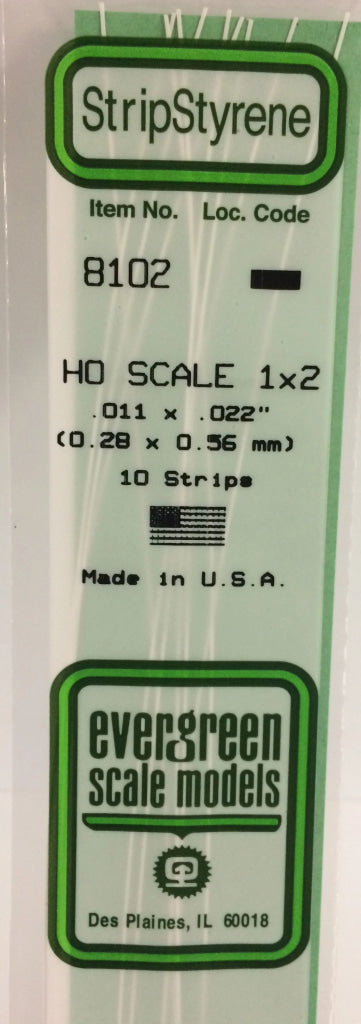 StripStyrene
Item No. Loc. Code
8102
HO SCALE 1x2
.011 x .022"
(0.28 x 0.56 mm)
10 Strips
Made in U.S.A.
evergreen
scale models
Des Plaines, IL 60018